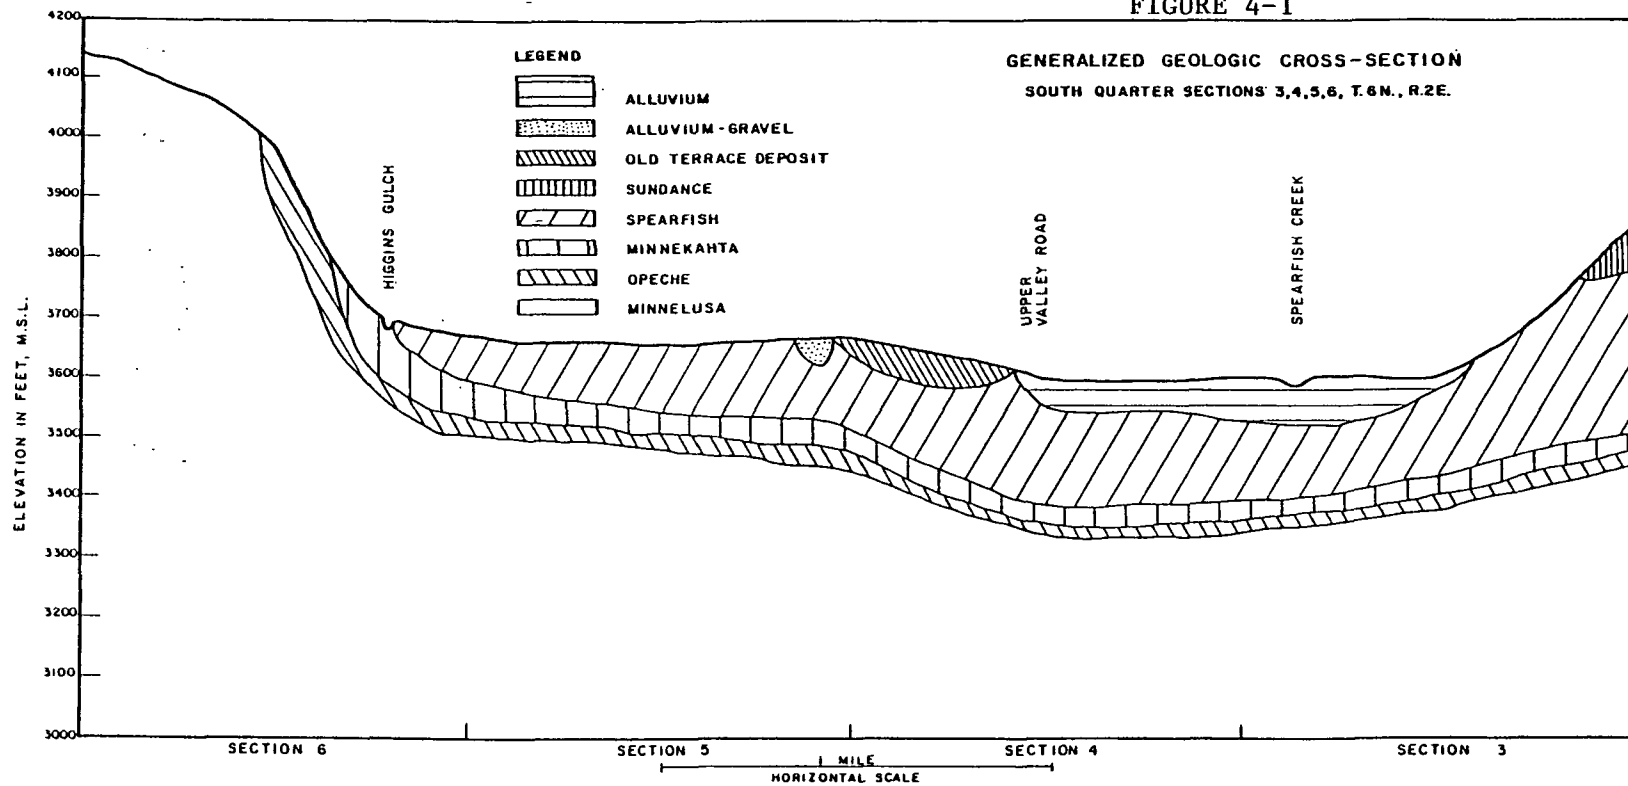 FIGURE 4-1
GENERALIZED GEOLOGIC CROSS-SECTION
SOUTH QUARTER SECTIONS 3,4,5,6, T.6N., R.2E.
LEGEND
ALLUVIUM
ALLUVIUM-GRAVEL
OLD TERRACE DEPOSIT
SUNDANCE
SPEARFISH
MINNEKAHTA
OPECHE
MINNELUSA
HIGGINS GULCH
UPPER
VALLEY ROAD
SPEARFISH CREEK
ELEVATION IN FEET, M.S.L.
4200
4100
4000
3900
3800
3700
3600
3500
3400
3300
3200
3100
3000
SECTION 6
SECTION 5
SECTION 4
SECTION 3
1 MILE
HORIZONTAL SCALE